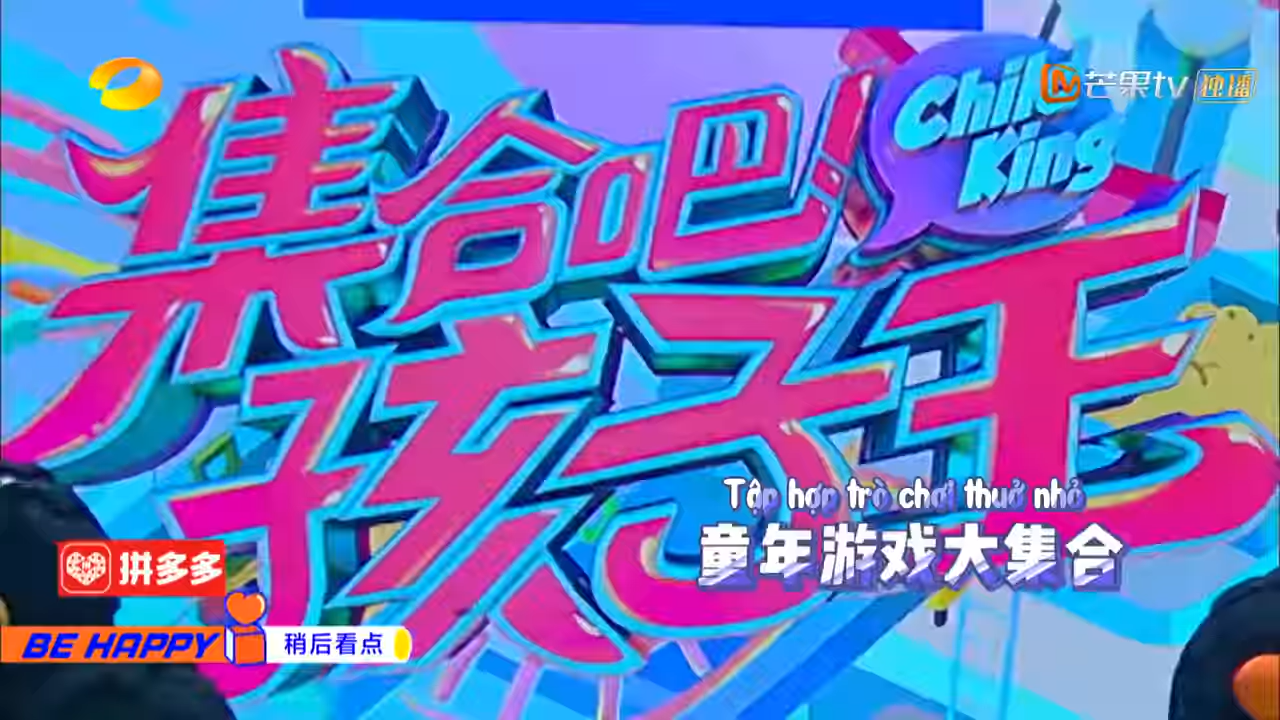 芒果tv 独播
Child
King
集合吧!
孩子王
Tập hợp trò chơi thuở nhỏ
童年游戏大集合
拼多多
BE HAPPY
稍后看点